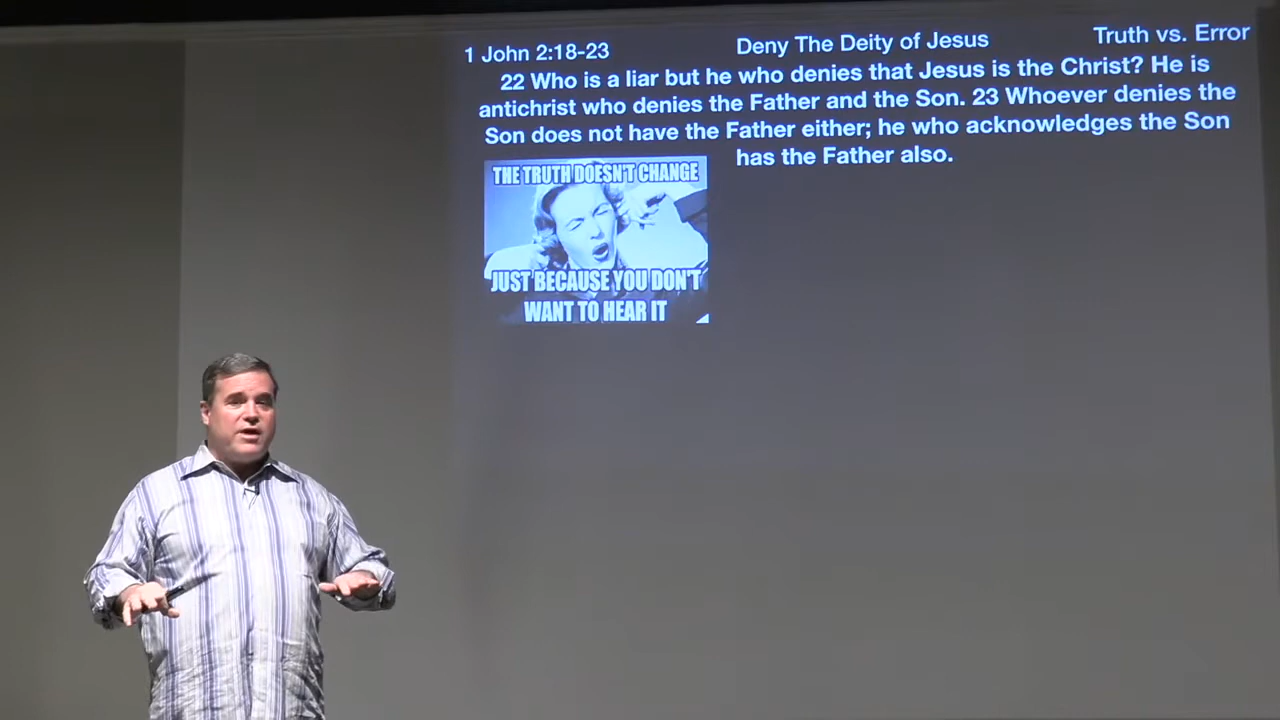 1 John 2:18-23 Deny The Deity of Jesus Truth vs. Error
22 Who is a liar but he who denies that Jesus is the Christ? He is
antichrist who denies the Father and the Son. 23 Whoever denies the
Son does not have the Father either; he who acknowledges the Son
has the Father also.
THE TRUTH DOESN'T CHANGE
JUST BECAUSE YOU DON'T
WANT TO HEAR IT